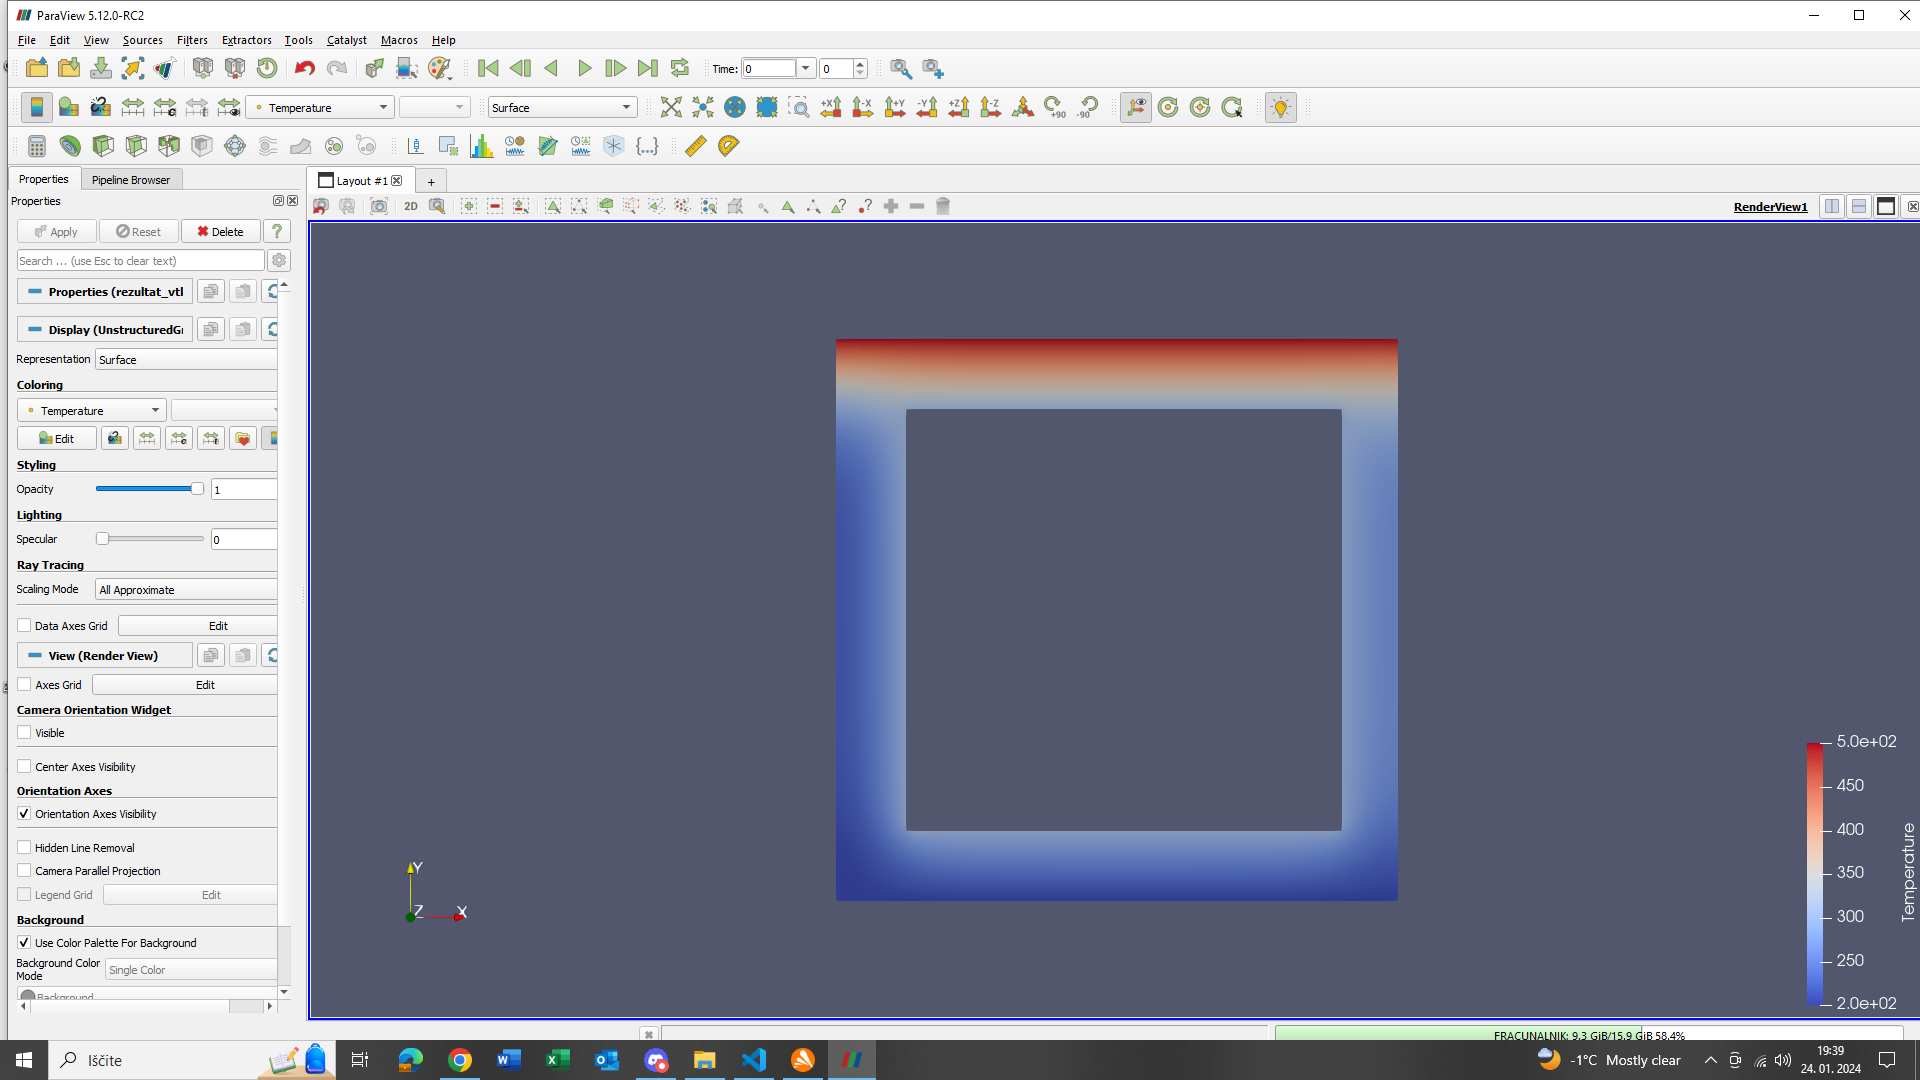 ParaView 5.12.0-RC2
File Edit View Sources Filters Extractors Tools Catalyst Macros Help
Time: 0 0
Temperature Surface
+X -X +Y -Y +Z -Z +90 -90
Properties Pipeline Browser
Layout #1 +
Properties
2D
RenderView1
Apply Reset Delete ?
Search ... (use Esc to clear text)
Properties (rezultat_vtl
Display (UnstructuredGr
Representation Surface
Coloring
Temperature
Edit
Styling
Opacity 1
Lighting
Specular 0
Ray Tracing
Scaling Mode All Approximate
Data Axes Grid Edit
View (Render View)
Axes Grid Edit
Camera Orientation Widget
Visible
Center Axes Visibility
Orientation Axes
Orientation Axes Visibility
Hidden Line Removal
Camera Parallel Projection
Legend Grid Edit
Background
Use Color Palette For Background
Background Color Mode Single Color
Background
Y
Z X
5.0e+02
450
400
350
300
250
2.0e+02
Temperature
FRACUNALNIK: 9.3 GiB/15.9 GiB 58.4%
Iščite
-1°C Mostly clear
19:39
24. 01. 2024